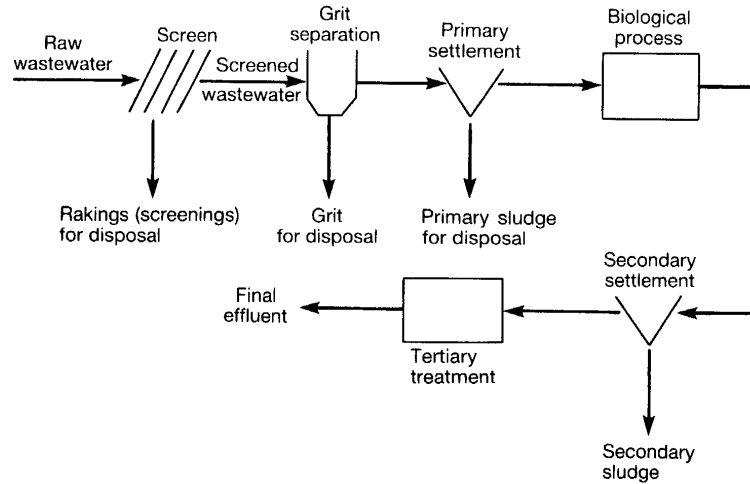 Raw
wastewater
Screen
Screened
wastewater
Grit
separation
Primary
settlement
Biological
process
Rakings (screenings)
for disposal
Grit
for disposal
Primary sludge
for disposal
Secondary
settlement
Final
effluent
Tertiary
treatment
Secondary
sludge